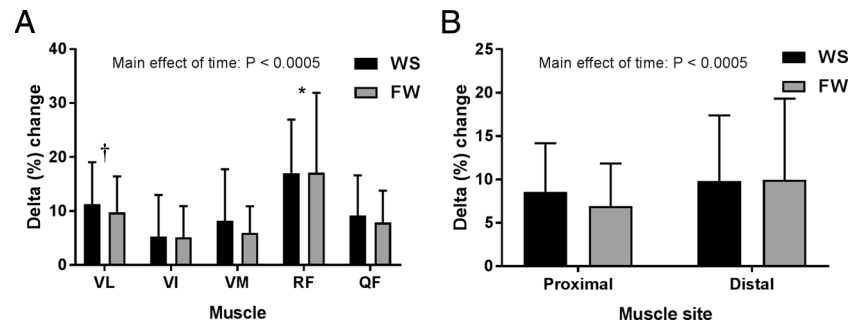 A
Delta (%) change
40
30
20
10
0
Main effect of time: P < 0.0005
WS
FW
†
*
VL VI VM RF QF
Muscle
B
Delta (%) change
25
20
15
10
5
0
Main effect of time: P < 0.0005
WS
FW
Proximal Distal
Muscle site